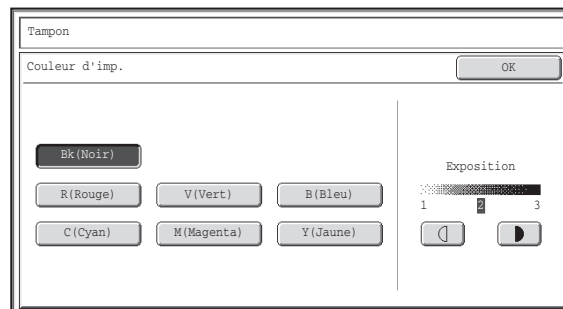 Tampon
Couleur d'imp. OK
Bk(Noir)
Exposition
R(Rouge) V(Vert) B(Bleu)
1 2 3
C(Cyan) M(Magenta) Y(Jaune)